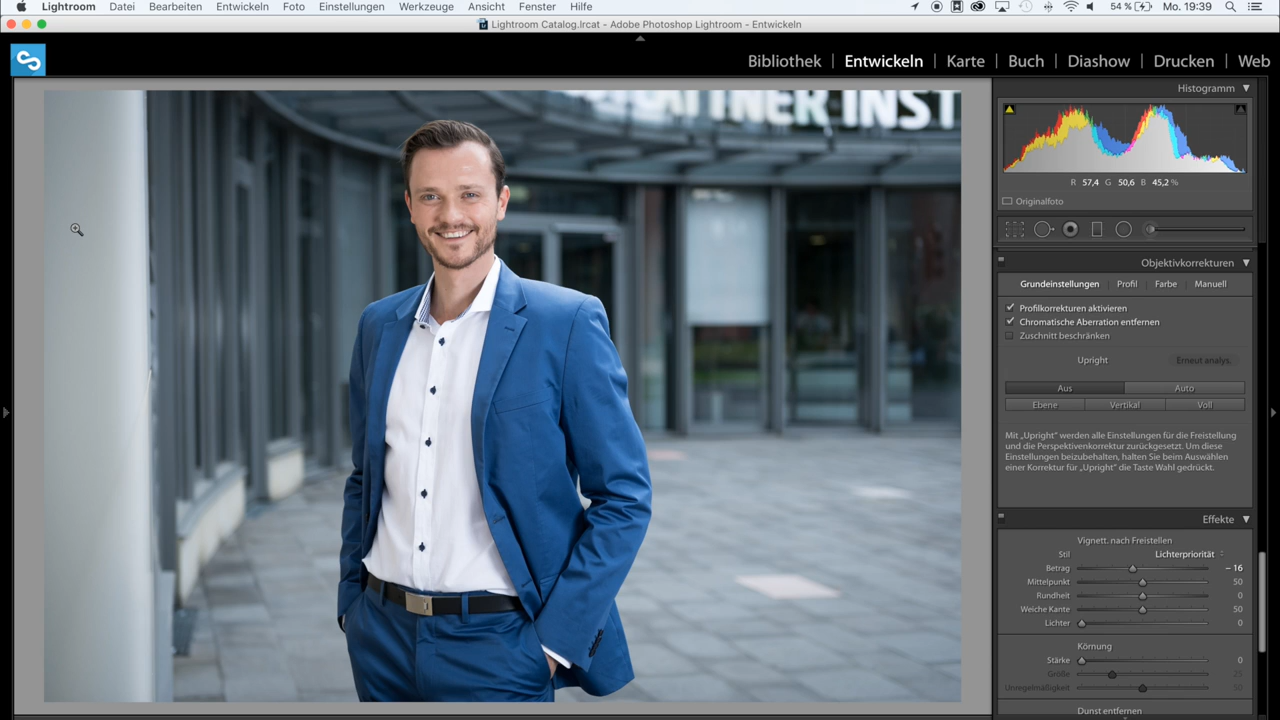 Lightroom Datei Bearbeiten Entwickeln Foto Einstellungen Werkzeuge Ansicht Fenster Hilfe 54 % Mo. 19:39
Lightroom Catalog.lrcat - Adobe Photoshop Lightroom - Entwickeln
Bibliothek | Entwickeln | Karte | Buch | Diashow | Drucken | Web
Histogramm
R 57,4 G 50,6 B 45,2 %
Originalfoto
Objektivkorrekturen
Grundeinstellungen Profil Farbe Manuell
Profilkorrekturen aktivieren
Chromatische Aberration entfernen
Zuschnitt beschränken
Upright Erneut analys.
Aus Auto
Ebene Vertikal Voll
Mit „Upright" werden alle Einstellungen für die Freistellung
und die Perspektivenkorrektur zurückgesetzt. Um diese
Einstellungen beizubehalten, halten Sie beim Auswählen
einer Korrektur für „Upright" die Taste Wahl gedrückt.
Effekte
Vignett. nach Freistellen
Stil Lichterpriorität
Betrag – 16
Mittelpunkt 50
Rundheit 0
Weiche Kante 50
Lichter 0
Körnung
Stärke 0
Größe 25
Unregelmäßigkeit 50
Dunst entfernen
INER INST